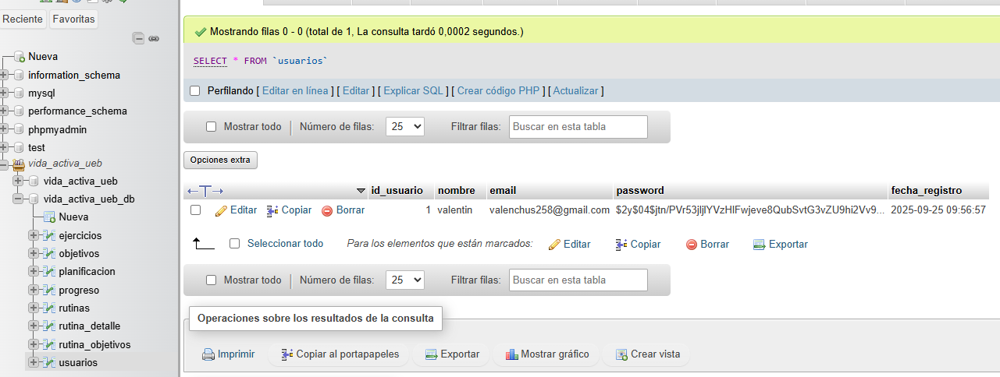 Reciente Favoritas
Nueva
information_schema
mysql
performance_schema
phpmyadmin
test
vida_activa_ueb
vida_activa_ueb
vida_activa_ueb_db
Nueva
ejercicios
objetivos
planificacion
progreso
rutinas
rutina_detalle
rutina_objetivos
usuarios
Mostrando filas 0 - 0 (total de 1, La consulta tardó 0,0002 segundos.)
SELECT * FROM `usuarios`
Perfilando [ Editar en línea ] [ Editar ] [ Explicar SQL ] [ Crear código PHP ] [ Actualizar ]
Mostrar todo | Número de filas: 25 Filtrar filas: Buscar en esta tabla
Opciones extra
←T→ id_usuario nombre email password fecha_registro
Editar Copiar Borrar 1 valentin valenchus258@gmail.com $2y$04$jtn/PVr53jljlYVzHIFwjeve8QubSvtG3vZU9hi2Vv9... 2025-09-25 09:56:57
Seleccionar todo Para los elementos que están marcados: Editar Copiar Borrar Exportar
Mostrar todo | Número de filas: 25 Filtrar filas: Buscar en esta tabla
Operaciones sobre los resultados de la consulta
Imprimir Copiar al portapapeles Exportar Mostrar gráfico Crear vista